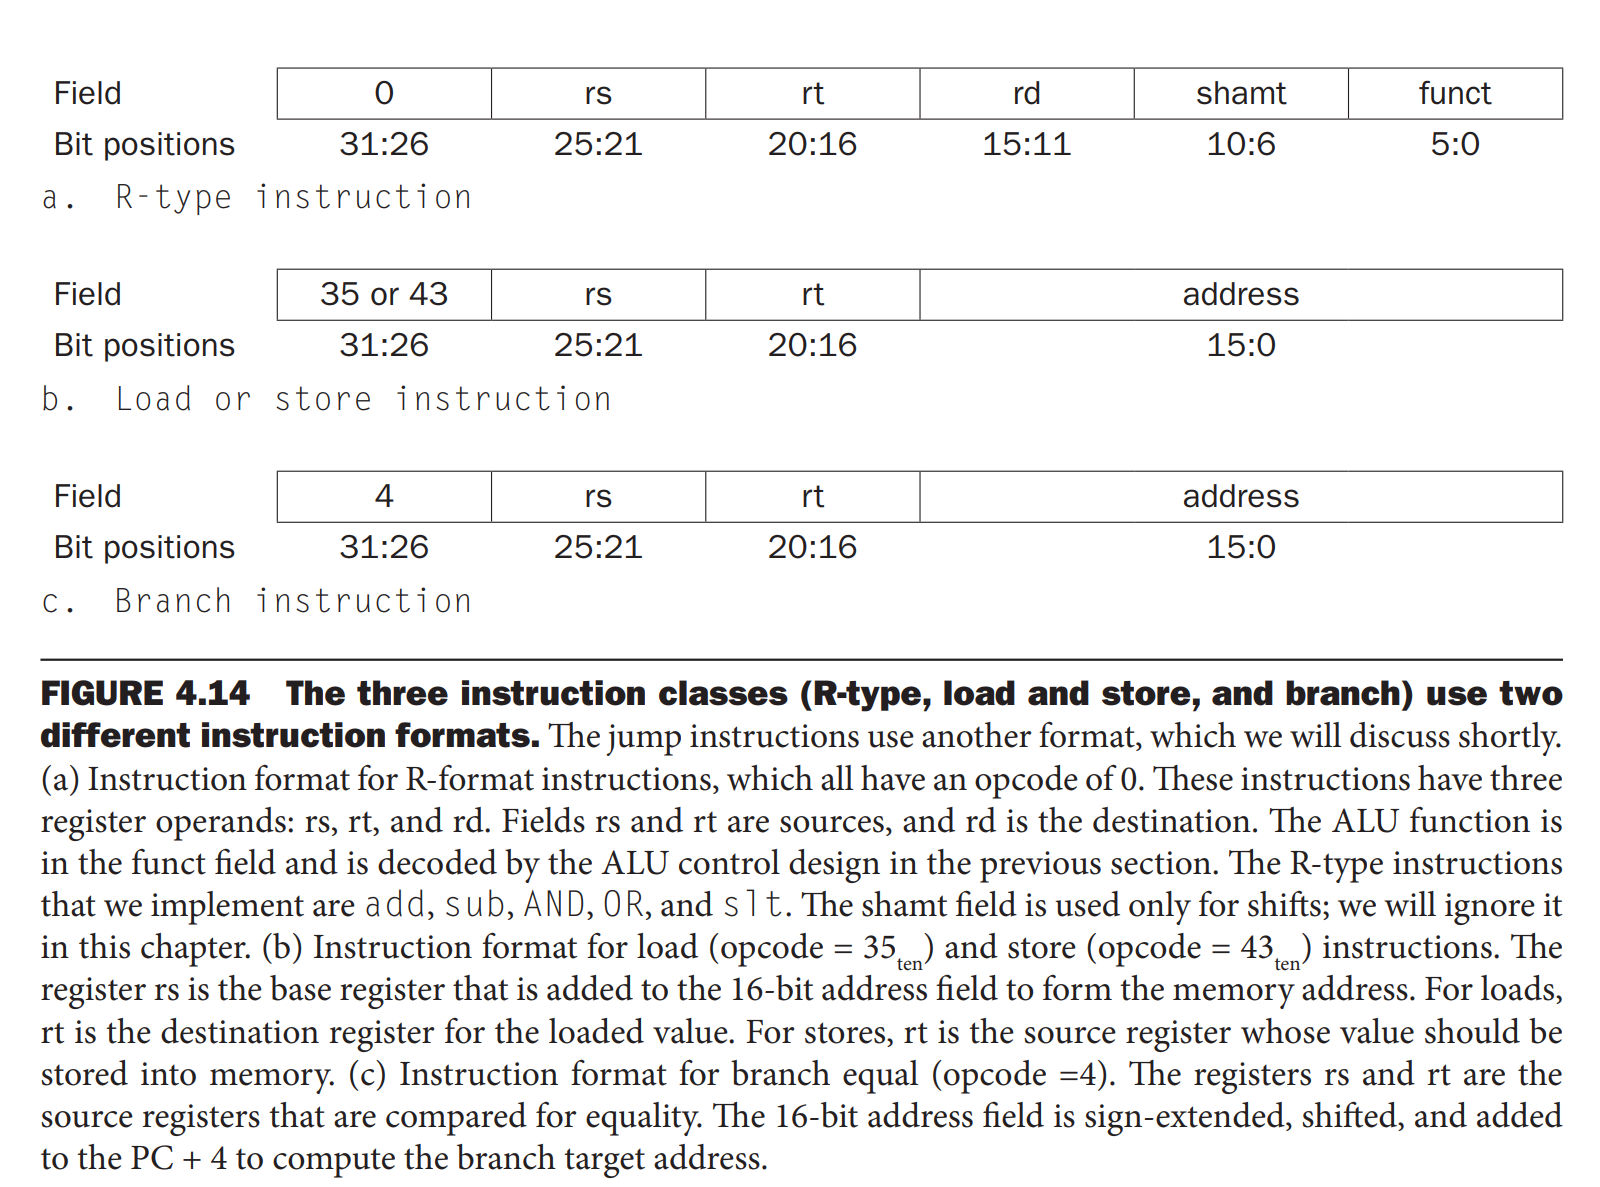 Field 0 rs rt rd shamt funct
Bit positions 31:26 25:21 20:16 15:11 10:6 5:0
a. R-type instruction
Field 35 or 43 rs rt address
Bit positions 31:26 25:21 20:16 15:0
b. Load or store instruction
Field 4 rs rt address
Bit positions 31:26 25:21 20:16 15:0
c. Branch instruction
FIGURE 4.14 The three instruction classes (R-type, load and store, and branch) use two
different instruction formats. The jump instructions use another format, which we will discuss shortly.
(a) Instruction format for R-format instructions, which all have an opcode of 0. These instructions have three
register operands: rs, rt, and rd. Fields rs and rt are sources, and rd is the destination. The ALU function is
in the funct field and is decoded by the ALU control design in the previous section. The R-type instructions
that we implement are add, sub, AND, OR, and slt. The shamt field is used only for shifts; we will ignore it
in this chapter. (b) Instruction format for load (opcode = 35ten) and store (opcode = 43ten) instructions. The
register rs is the base register that is added to the 16-bit address field to form the memory address. For loads,
rt is the destination register for the loaded value. For stores, rt is the source register whose value should be
stored into memory. (c) Instruction format for branch equal (opcode =4). The registers rs and rt are the
source registers that are compared for equality. The 16-bit address field is sign-extended, shifted, and added
to the PC + 4 to compute the branch target address.